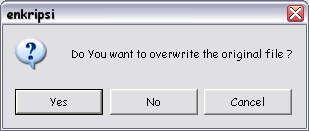 enkripsi
Do You want to overwrite the original file ?
Yes
No
Cancel